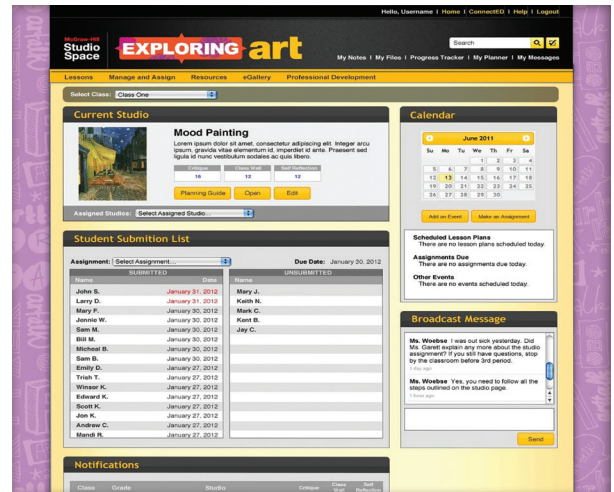 Hello, Username | Home | ConnectED | Help | Logout
McGraw-Hill
Studio
Space
EXPLORING art
Search
My Notes | My Files | Progress Tracker | My Planner | My Messages
Lessons Manage and Assign Resources eGallery Professional Development
Select Class: Class One
Current Studio
Mood Painting
Lorem ipsum dolor sit amet, consectetur adipiscing elit. Integer arcu
ipsum, gravida vitae elementum id, imperdiet id ante. Praesent sed
ligula id nunc vestibulum sodales ac quis libero.
Critique Class Wall Self Reflection
16 12 12
Planning Guide Open Edit
Assigned Studios: Select Assigned Studio...
Calendar
June 2011
Su Mo Tu We Th Fr Sa
1 2 3 4
5 6 7 8 9 10 11
12 13 14 15 16 17 18
19 20 21 22 23 24 25
26 27 28 29 30
Add an Event Make an Assignment
Scheduled Lesson Plans
There are no lesson plans scheduled today.
Assignments Due
There are no assignments due today.
Other Events
There are no events scheduled today.
Student Submition List
Assignment: Select Assignment.... Due Date: January 30, 2012
SUBMITTED UNSUBMITTED
Name Date Name
John S. January 31, 2012 Mary J.
Larry D. January 31, 2012 Keith N.
Mary F. January 30, 2012 Mark C.
Jennie W. January 30, 2012 Kent B.
Sam M. January 30, 2012 Jay C.
Bill M. January 30, 2012
Micheal B. January 30, 2012
Sam B. January 30, 2012
Emily D. January 27, 2012
Trish T. January 27, 2012
Winsor K. January 27, 2012
Edward K. January 27, 2012
Scott K. January 27, 2012
Jon K. January 27, 2012
Andrew C. January 27, 2012
Mandi R. January 27, 2012
Broadcast Message
Ms. Woebse I was out sick yesterday. Did
Ms. Garett explain any more about the studio
assignment? If you still have questions, stop
by the classroom before 3rd period.
1 day ago
Ms. Woebse Yes, you need to follow all the
steps outlined on the studio page.
1 hour ago
Send
Notifications
Class Grade Studio Critique Class Wall Self Reflection